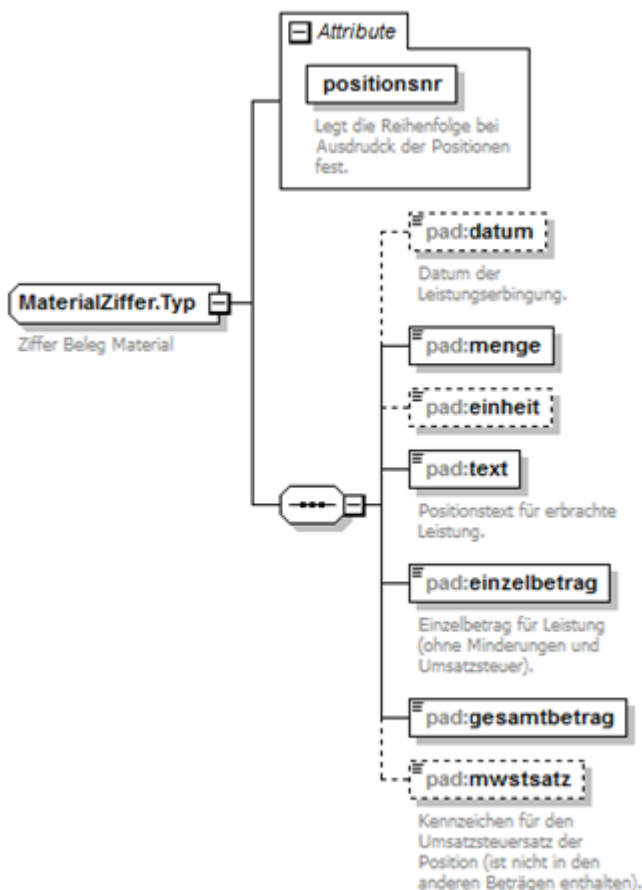 Attribute
positionsnr
Legt die Reihenfolge bei
Ausdrudck der Positionen
fest.
pad:datum
Datum der
Leistungserbingung.
MaterialZiffer.Typ
Ziffer Beleg Material
pad:menge
pad:einheit
pad:text
Positionstext für erbrachte
Leistung.
pad:einzelbetrag
Einzelbetrag für Leistung
(ohne Minderungen und
Umsatzsteuer).
pad:gesamtbetrag
pad:mwstsatz
Kennzeichen für den
Umsatzsteuersatz der
Position (ist nicht in den
anderen Beträgen enthalten).